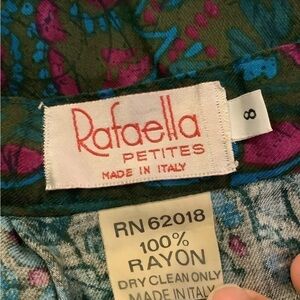 Rafaella
PETITES
MADE IN ITALY
8
RN 62018
100%
RAYON
DRY CLEAN ONLY
MADE IN ITALY